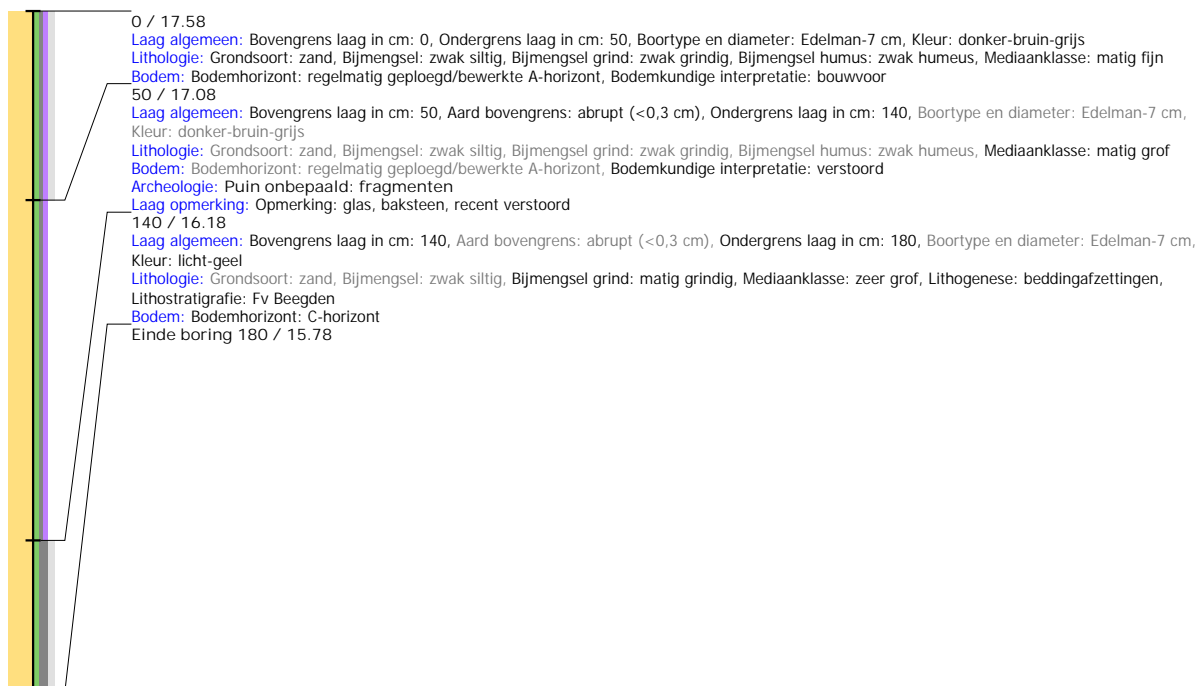 0 / 17.58
Laag algemeen: Bovengrens laag in cm: 0, Ondergrens laag in cm: 50, Boortype en diameter: Edelman-7 cm, Kleur: donker-bruin-grijs
Lithologie: Grondsoort: zand, Bijmengsel: zwak siltig, Bijmengsel grind: zwak grindig, Bijmengsel humus: zwak humeus, Mediaanklasse: matig fijn
Bodem: Bodemhorizont: regelmatig geploegd/bewerkte A-horizont, Bodemkundige interpretatie: bouwvoor
50 / 17.08
Laag algemeen: Bovengrens laag in cm: 50, Aard bovengrens: abrupt (<0,3 cm), Ondergrens laag in cm: 140, Boortype en diameter: Edelman-7 cm,
Kleur: donker-bruin-grijs
Lithologie: Grondsoort: zand, Bijmengsel: zwak siltig, Bijmengsel grind: zwak grindig, Bijmengsel humus: zwak humeus, Mediaanklasse: matig grof
Bodem: Bodemhorizont: regelmatig geploegd/bewerkte A-horizont, Bodemkundige interpretatie: verstoord
Archeologie: Puin onbepaald: fragmenten
Laag opmerking: Opmerking: glas, baksteen, recent verstoord
140 / 16.18
Laag algemeen: Bovengrens laag in cm: 140, Aard bovengrens: abrupt (<0,3 cm), Ondergrens laag in cm: 180, Boortype en diameter: Edelman-7 cm,
Kleur: licht-geel
Lithologie: Grondsoort: zand, Bijmengsel: zwak siltig, Bijmengsel grind: matig grindig, Mediaanklasse: zeer grof, Lithogenese: beddingafzettingen,
Lithostratigrafie: Fv Beegden
Bodem: Bodemhorizont: C-horizont
Einde boring 180 / 15.78